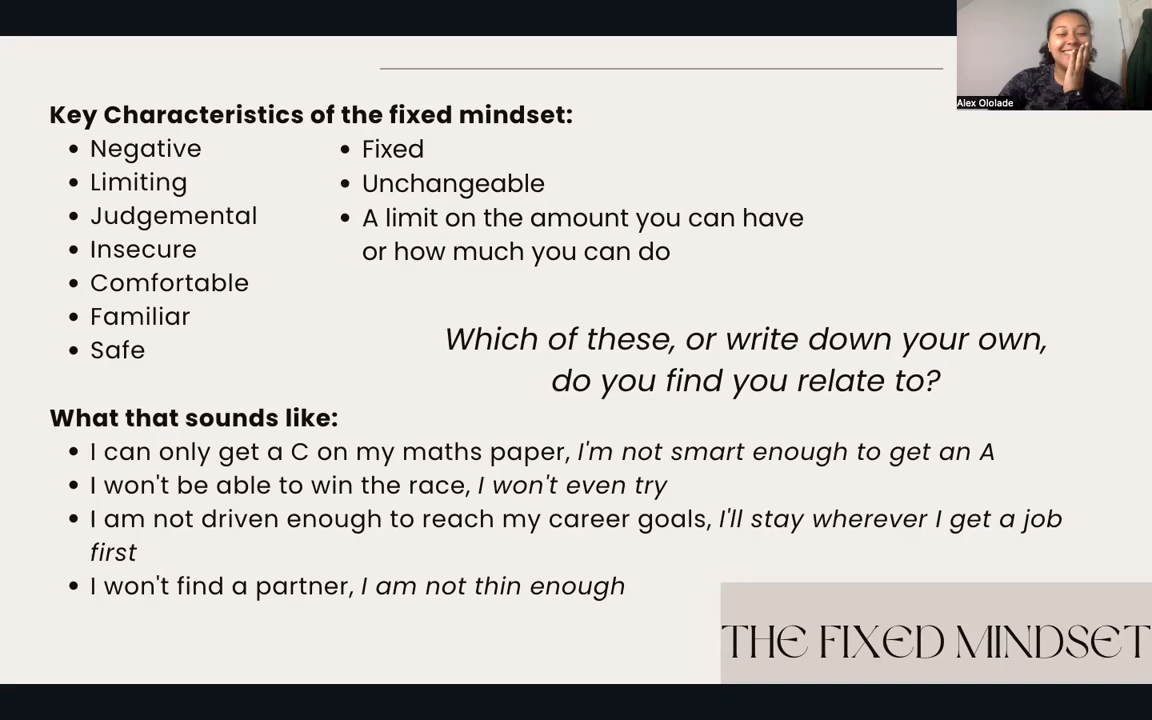 Alex Ololade
Key Characteristics of the fixed mindset:
• Negative
• Limiting
• Judgemental
• Insecure
• Comfortable
• Familiar
• Safe
• Fixed
• Unchangeable
• A limit on the amount you can have
or how much you can do
Which of these, or write down your own,
do you find you relate to?
What that sounds like:
• I can only get a C on my maths paper, I'm not smart enough to get an A
• I won't be able to win the race, I won't even try
• I am not driven enough to reach my career goals, I'll stay wherever I get a job
first
• I won't find a partner, I am not thin enough
THE FIXED MINDSET